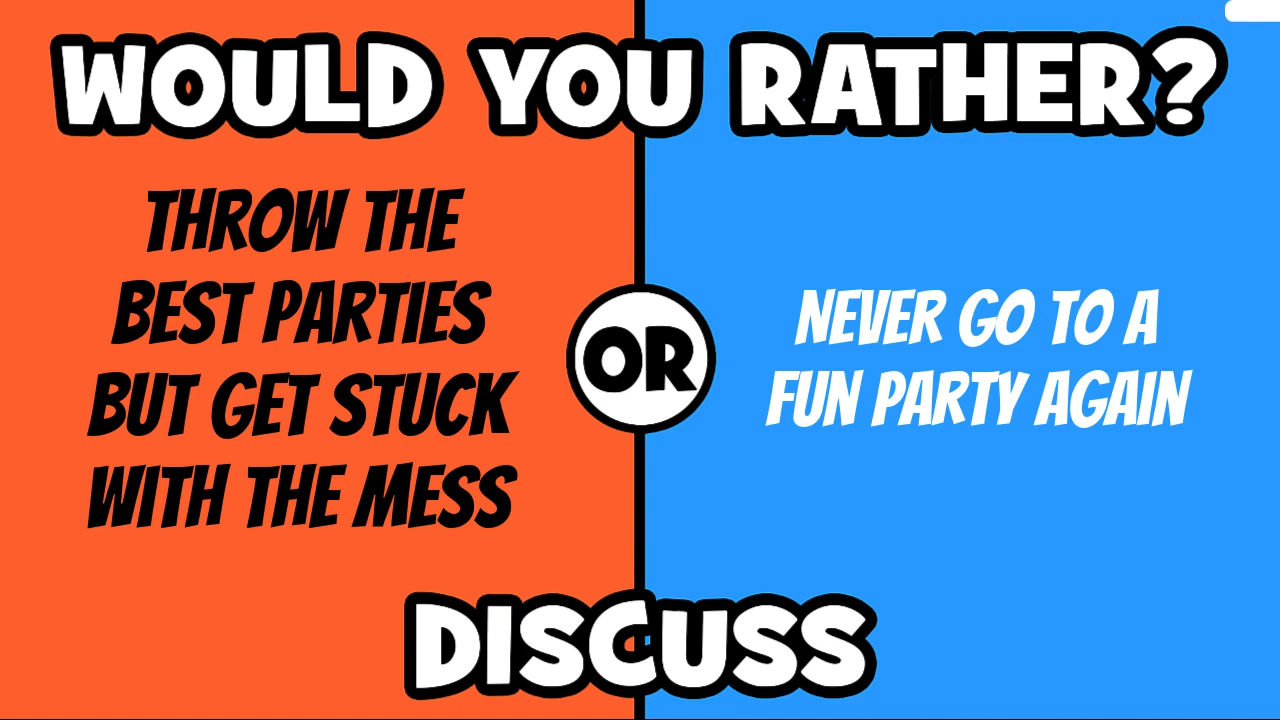 WOULD YOU RATHER?
THROW THE
BEST PARTIES
BUT GET STUCK
WITH THE MESS
OR
NEVER GO TO A
FUN PARTY AGAIN
DISCUSS